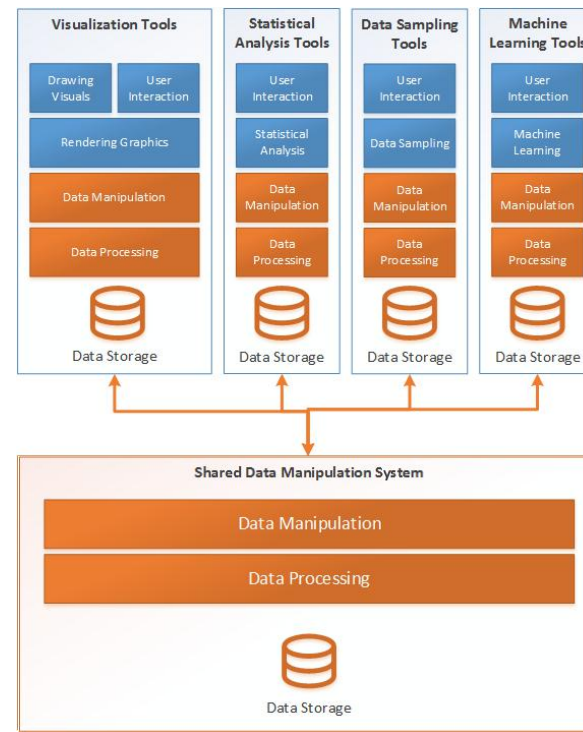 Visualization Tools
Drawing
Visuals
User
Interaction
Rendering Graphics
Data Manipulation
Data Processing
Data Storage
Statistical
Analysis Tools
User
Interaction
Statistical
Analysis
Data
Manipulation
Data
Processing
Data Storage
Data Sampling
Tools
User
Interaction
Data Sampling
Data
Manipulation
Data
Processing
Data Storage
Machine
Learning Tools
User
Interaction
Machine
Learning
Data
Manipulation
Data
Processing
Data Storage
Shared Data Manipulation System
Data Manipulation
Data Processing
Data Storage